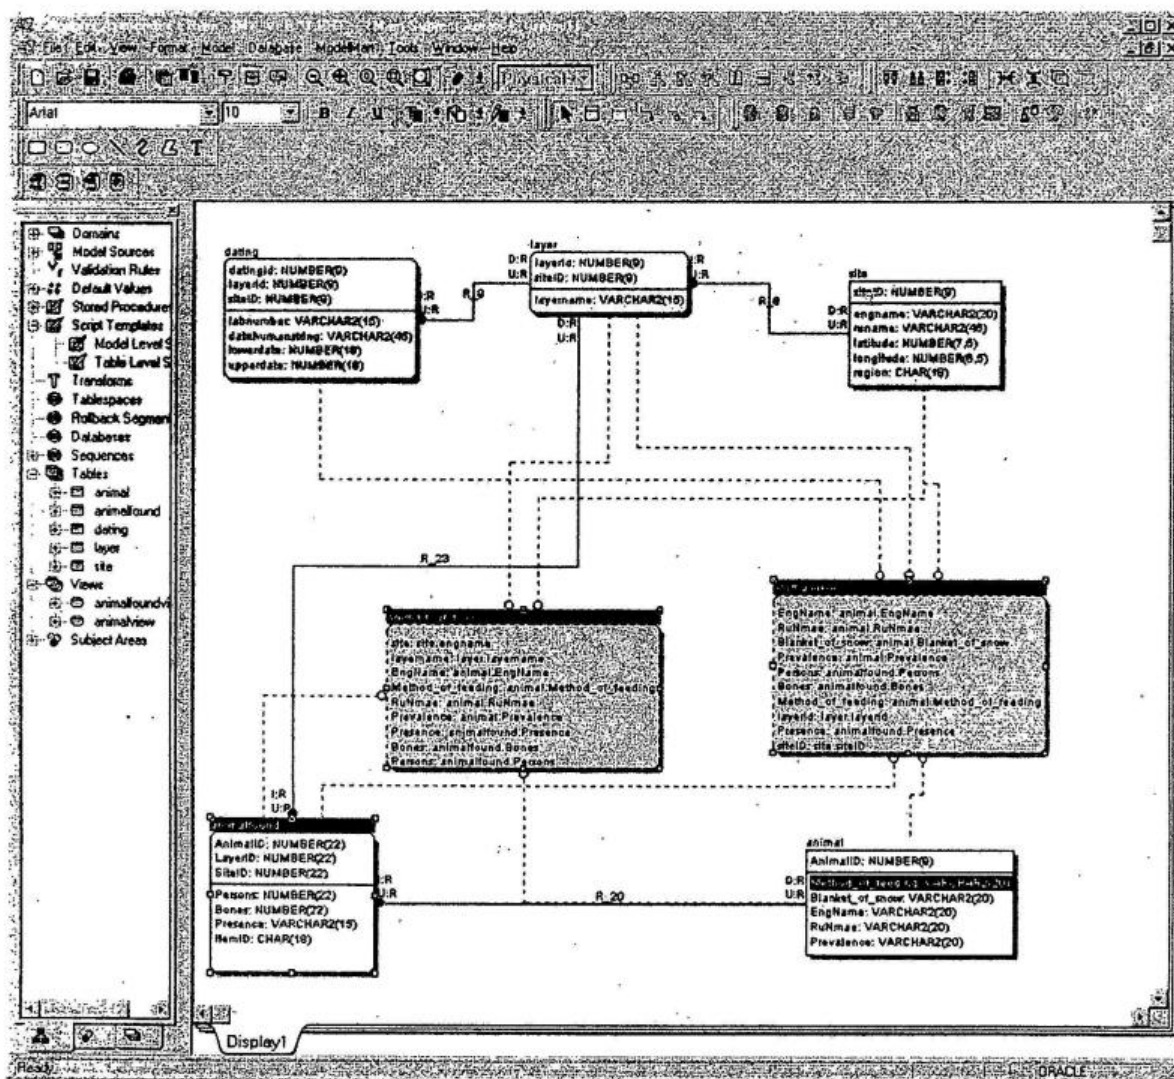 File Edit View Format Model Database ModelMart Tools Window Help
Physical
Arial 10 B I U
T
Domains
Model Sources
Validation Rules
Default Values
Stored Procedure
Script Templates
Model Level S
Table Level S
Transforms
Tablespaces
Rollback Segmen
Databases
Sequences
Tables
animal
animalfound
dating
layer
site
Views
animalfoundvi
animalview
Subject Areas
dating
datingid: NUMBER(9)
layerid: NUMBER(9)
siteID: NUMBER(9)
labnumber: VARCHAR2(15)
datehumanstring: VARCHAR2(45)
lowerdate: NUMBER(18)
upperdate: NUMBER(18)
D:R
U:R
R_9
D:R
U:R
layer
layerid: NUMBER(9)
siteID: NUMBER(9)
layername: VARCHAR2(15)
I:R
U:R
R_8
D:R
U:R
D:R
U:R
site
siteID: NUMBER(9)
engname: VARCHAR2(20)
runame: VARCHAR2(45)
latitude: NUMBER(7,5)
longitude: NUMBER(8,5)
region: CHAR(18)
R_23
site: site.engname
layername: layer.layername
EngName: animal.EngName
Method_of_feeding: animal.Method_of_feeding
RuNmae: animal.RuNmae
Prevalence: animal.Prevalence
Presence: animalfound.Presence
Bones: animalfound.Bones
Persons: animalfound.Persons
EngName: animal.EngName
RuNmae: animal.RuNmae
Blanket_of_snow: animal.Blanket_of_snow
Prevalence: animal.Prevalence
Persons: animalfound.Persons
Bones: animalfound.Bones
Method_of_feeding: animal.Method_of_feeding
layerid: layer.layerid
Presence: animalfound.Presence
siteID: site.siteID
I:R
U:R
animalfound
AnimalID: NUMBER(22)
LayerID: NUMBER(22)
SiteID: NUMBER(22)
Persons: NUMBER(22)
Bones: NUMBER(22)
Presence: VARCHAR2(15)
ItemID: CHAR(18)
I:R
U:R
R_20
D:R
U:R
animal
AnimalID: NUMBER(9)
Blanket_of_snow: VARCHAR2(20)
EngName: VARCHAR2(20)
RuNmae: VARCHAR2(20)
Prevalence: VARCHAR2(20)
Display1
Ready
ORACLE